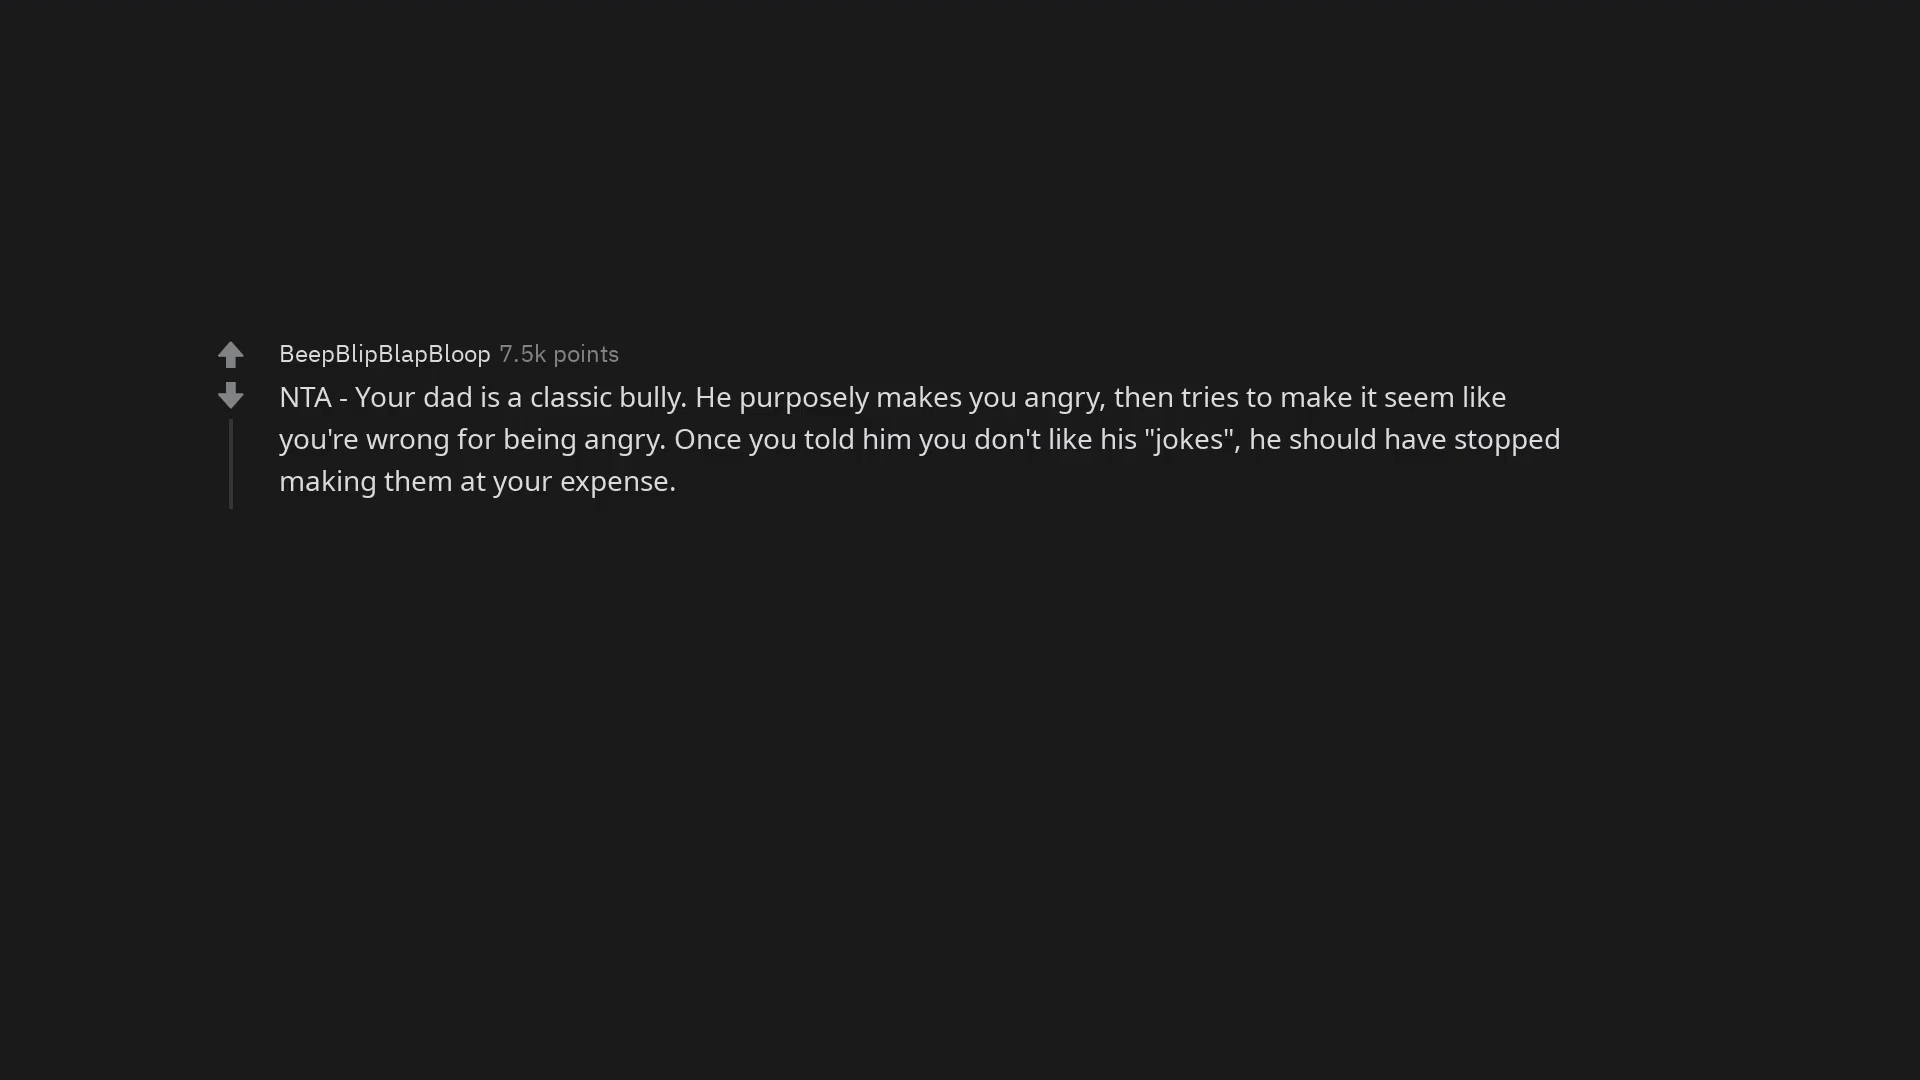 BeepBlipBlapBloop 7.5k points
NTA - Your dad is a classic bully. He purposely makes you angry, then tries to make it seem like
you're wrong for being angry. Once you told him you don't like his "jokes", he should have stopped
making them at your expense.